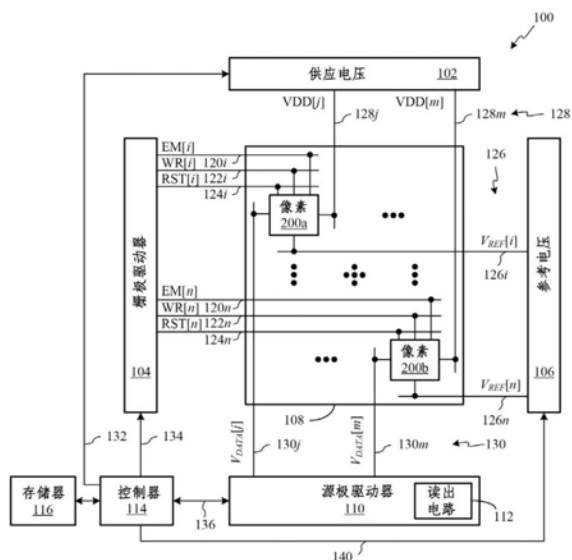 100
供应电压 102
VDD[j] VDD[m]
128j 128m 128
EM[i]
WR[i] 120i
RST[i] 122i
124i
126
像素
200a
栅极驱动器
104
参考电压
106
V_REF[i]
126i
EM[n]
WR[n] 120n
RST[n] 122n
124n
像素
200b
V_REF[n]
126n
108
132 134
V_DATA[j] V_DATA[m]
130j 130m 130
存储器
116
控制器
114
136
源极驱动器
110
读出
电路
112
140